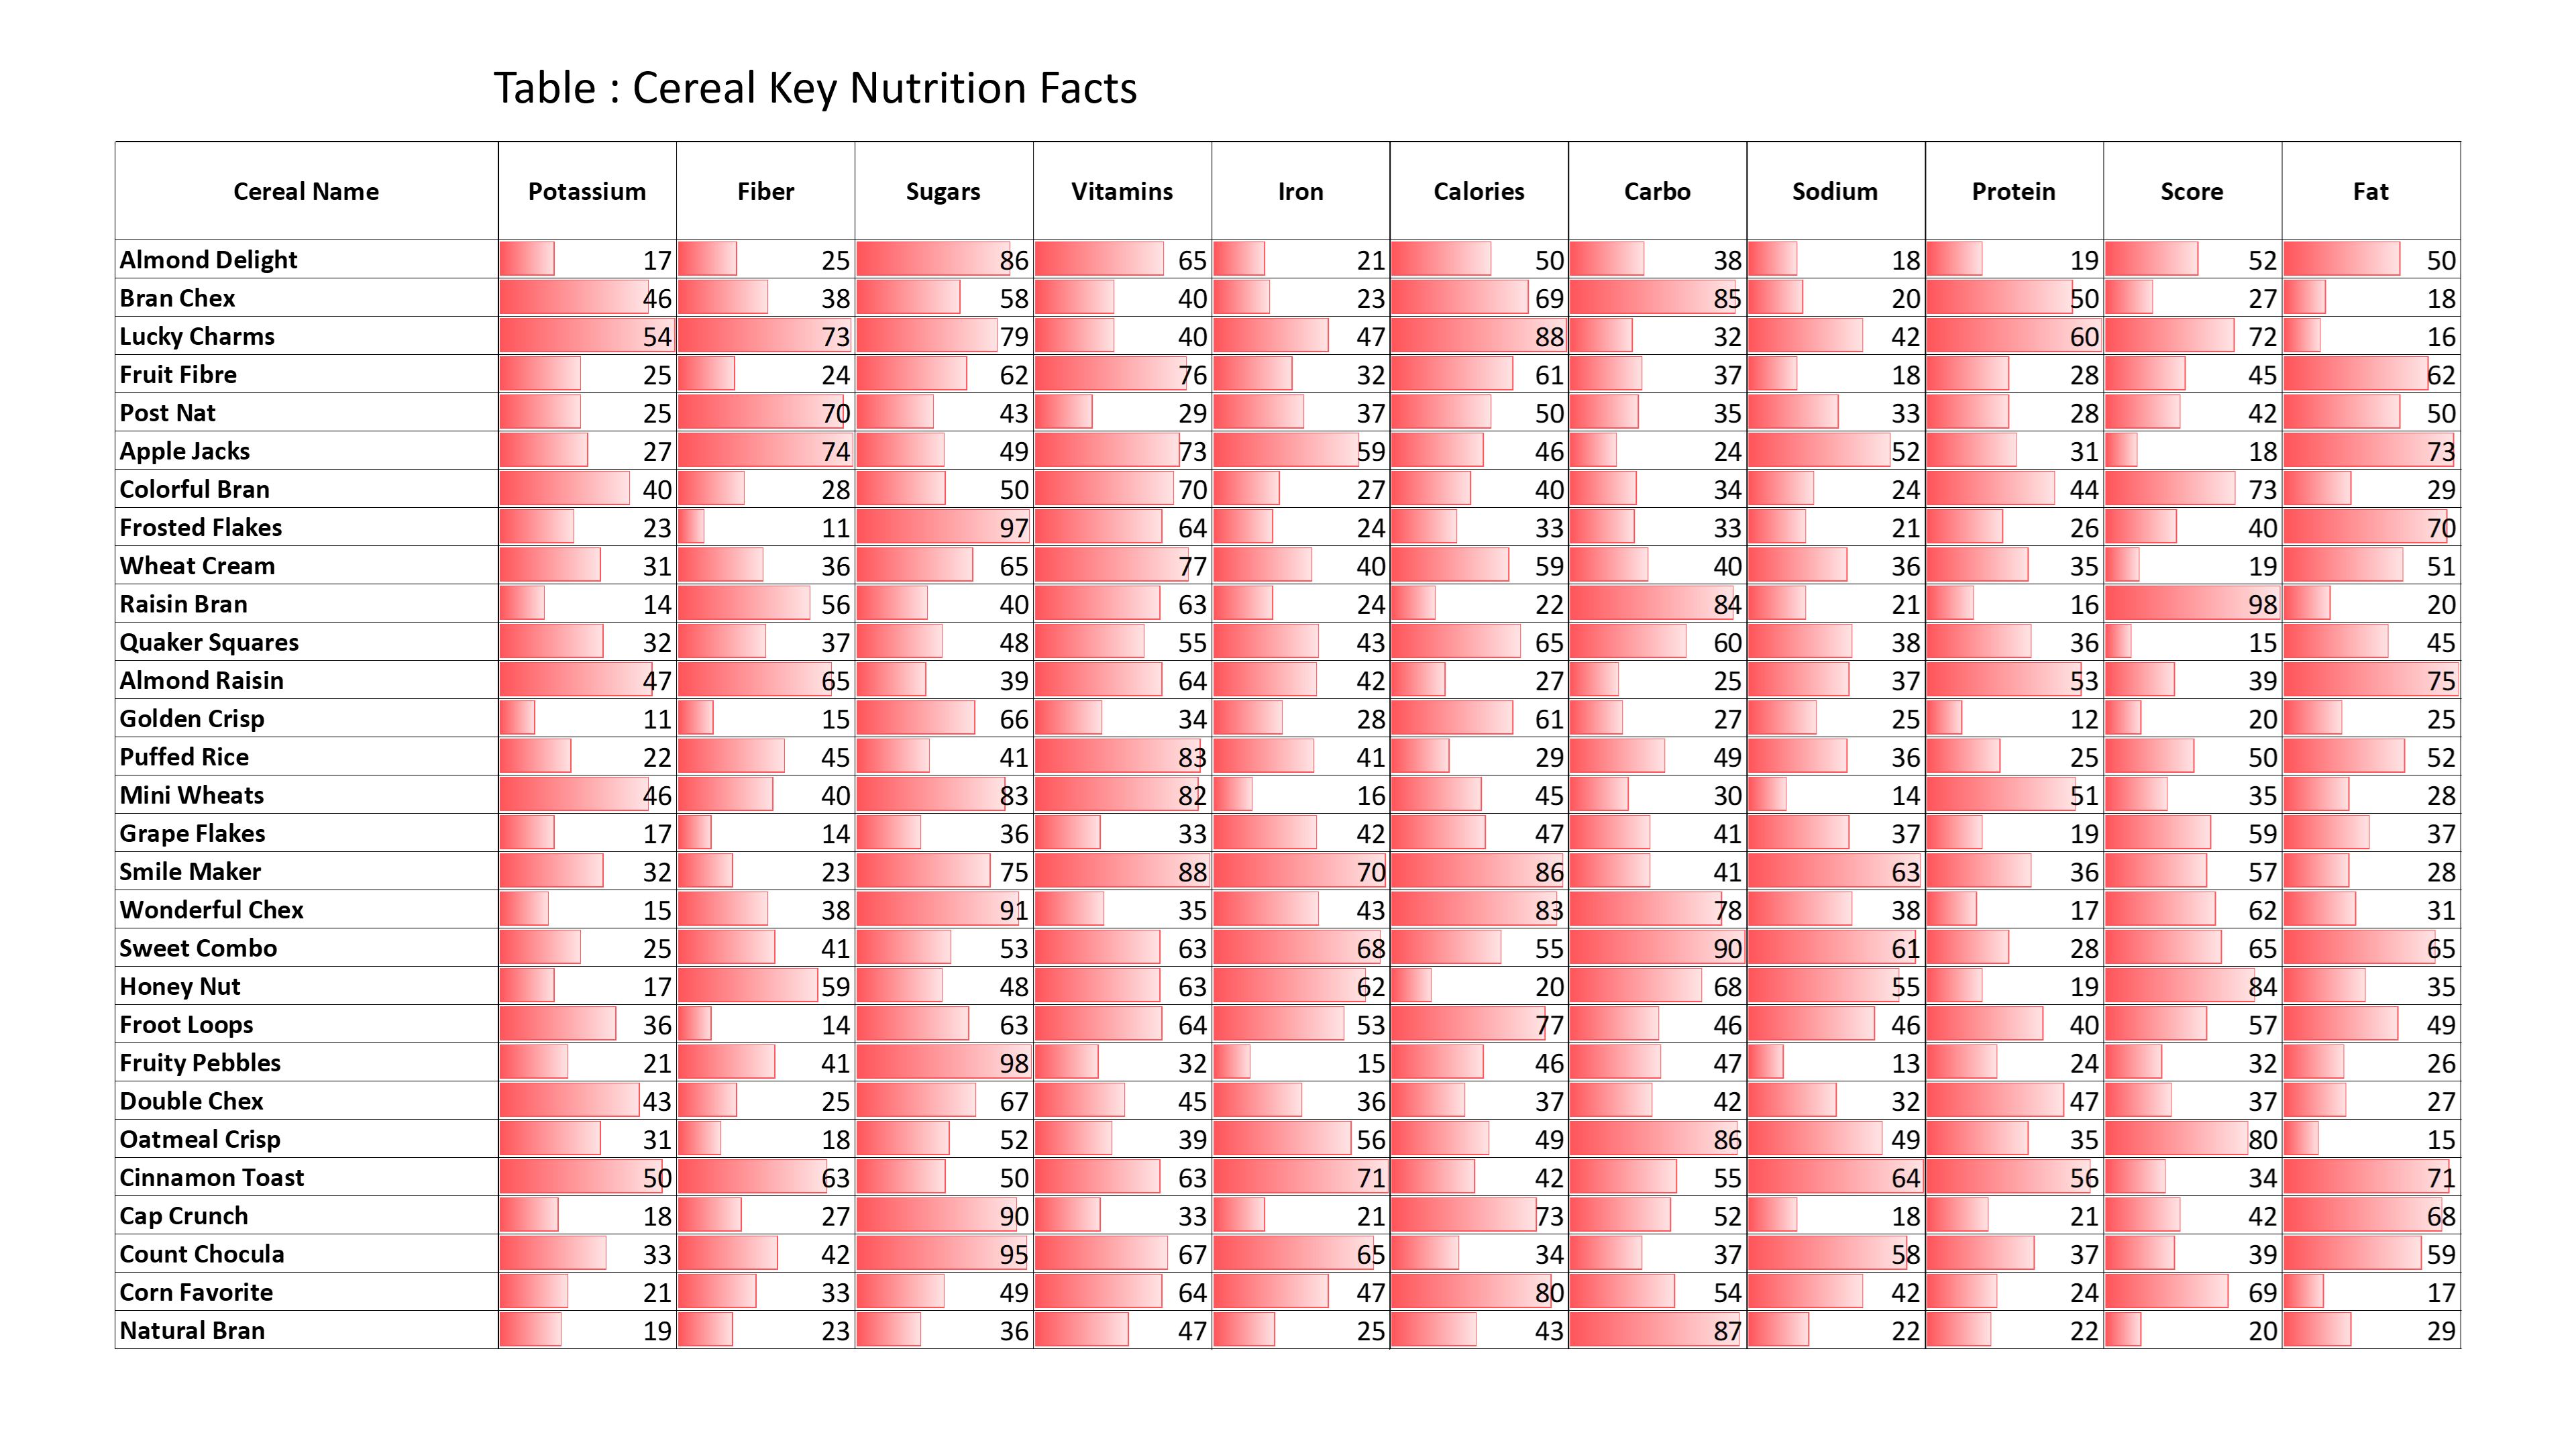 Table : Cereal Key Nutrition Facts
Cereal Name Potassium Fiber Sugars Vitamins Iron Calories Carbo Sodium Protein Score Fat
Almond Delight 17 25 86 65 21 50 38 18 19 52 50
Bran Chex 46 38 58 40 23 69 85 20 50 27 18
Lucky Charms 54 73 79 40 47 88 32 42 60 72 16
Fruit Fibre 25 24 62 76 32 61 37 18 28 45 62
Post Nat 25 70 43 29 37 50 35 33 28 42 50
Apple Jacks 27 74 49 73 59 46 24 52 31 18 73
Colorful Bran 40 28 50 70 27 40 34 24 44 73 29
Frosted Flakes 23 11 97 64 24 33 33 21 26 40 70
Wheat Cream 31 36 65 77 40 59 40 36 35 19 51
Raisin Bran 14 56 40 63 24 22 84 21 16 98 20
Quaker Squares 32 37 48 55 43 65 60 38 36 15 45
Almond Raisin 47 65 39 64 42 27 25 37 53 39 75
Golden Crisp 11 15 66 34 28 61 27 25 12 20 25
Puffed Rice 22 45 41 83 41 29 49 36 25 50 52
Mini Wheats 46 40 83 82 16 45 30 14 51 35 28
Grape Flakes 17 14 36 33 42 47 41 37 19 59 37
Smile Maker 32 23 75 88 70 86 41 63 36 57 28
Wonderful Chex 15 38 91 35 43 83 78 38 17 62 31
Sweet Combo 25 41 53 63 68 55 90 61 28 65 65
Honey Nut 17 59 48 63 62 20 68 55 19 84 35
Froot Loops 36 14 63 64 53 77 46 46 40 57 49
Fruity Pebbles 21 41 98 32 15 46 47 13 24 32 26
Double Chex 43 25 67 45 36 37 42 32 47 37 27
Oatmeal Crisp 31 18 52 39 56 49 86 49 35 80 15
Cinnamon Toast 50 63 50 63 71 42 55 64 56 34 71
Cap Crunch 18 27 90 33 21 73 52 18 21 42 68
Count Chocula 33 42 95 67 65 34 37 58 37 39 59
Corn Favorite 21 33 49 64 47 80 54 42 24 69 17
Natural Bran 19 23 36 47 25 43 87 22 22 20 29